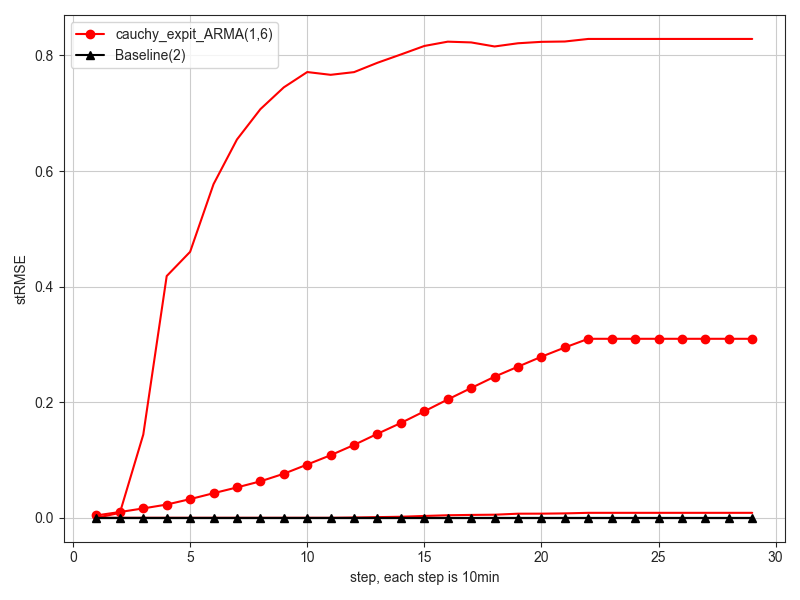 cauchy_expit_ARMA(1,6)
Baseline(2)
stRMSE
0.8
0.6
0.4
0.2
0.0
0 5 10 15 20 25 30
step, each step is 10min